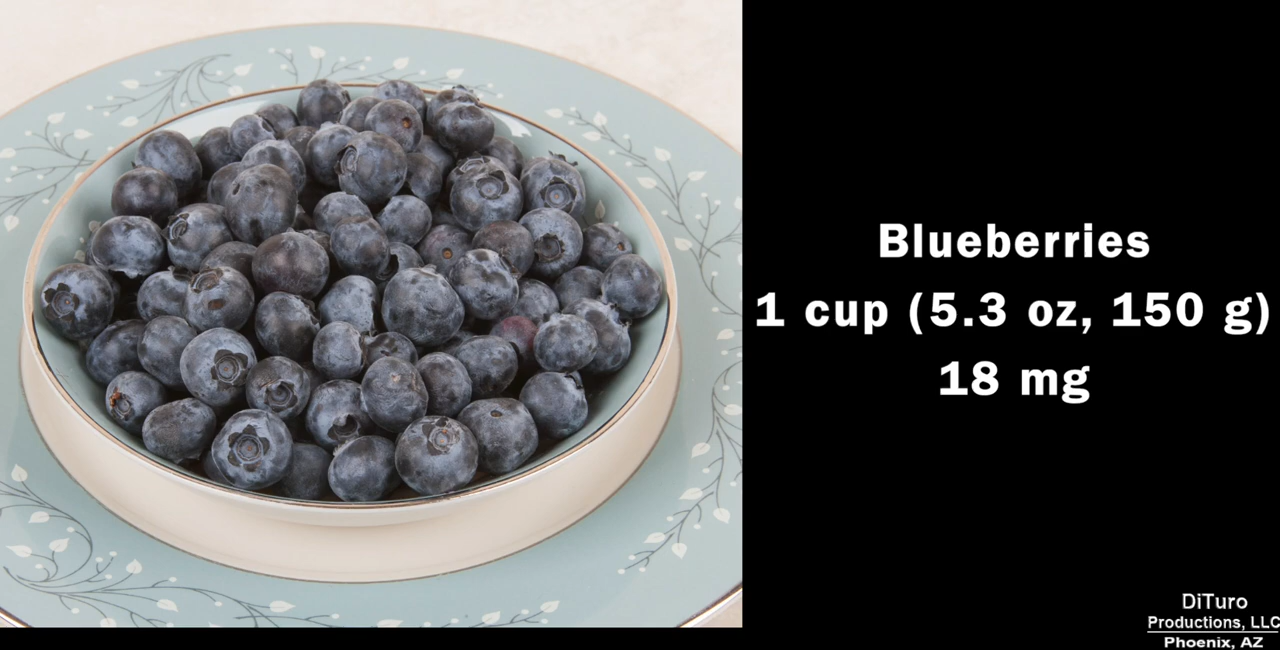 Blueberries
1 cup (5.3 oz, 150 g)
18 mg
DiTuro
Productions, LLC
Phoenix, AZ